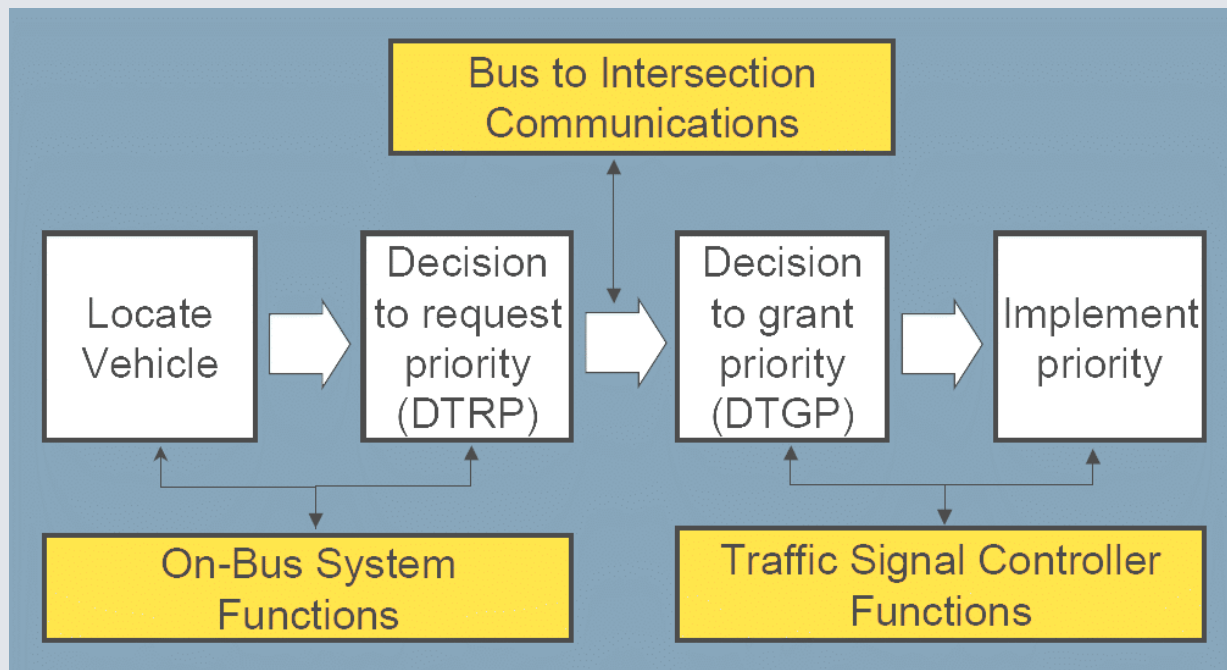 Bus to Intersection
Communications
Locate
Vehicle
Decision
to request
priority
(DTRP)
Decision
to grant
priority
(DTGP)
Implement
priority
On-Bus System
Functions
Traffic Signal Controller
Functions